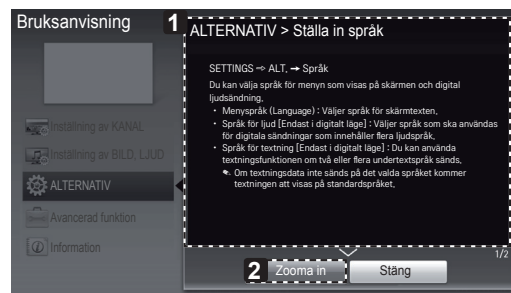 Bruksanvisning
1
ALTERNATIV > Ställa in språk
SETTINGS ⇨ ALT. ➙ Språk
Du kan välja språk för menyn som visas på skärmen och digital
ljudsändning.
• Menyspråk (Language) : Väljer språk för skärmtexten.
• Språk för ljud [Endast i digitalt läge] : Väljer språk som ska användas
för digitala sändningar som innehåller flera ljudspråk.
• Språk för textning [Endast i digitalt läge] : Du kan använda
textningsfunktionen om två eller flera undertextspråk sänds.
Om textningsdata inte sänds på det valda språket kommer
textningen att visas på standardspråket.
Inställning av KANAL
Inställning av BILD, LJUD
ALTERNATIV
Avancerad funktion
Information
1/2
2
Zooma in
Stäng